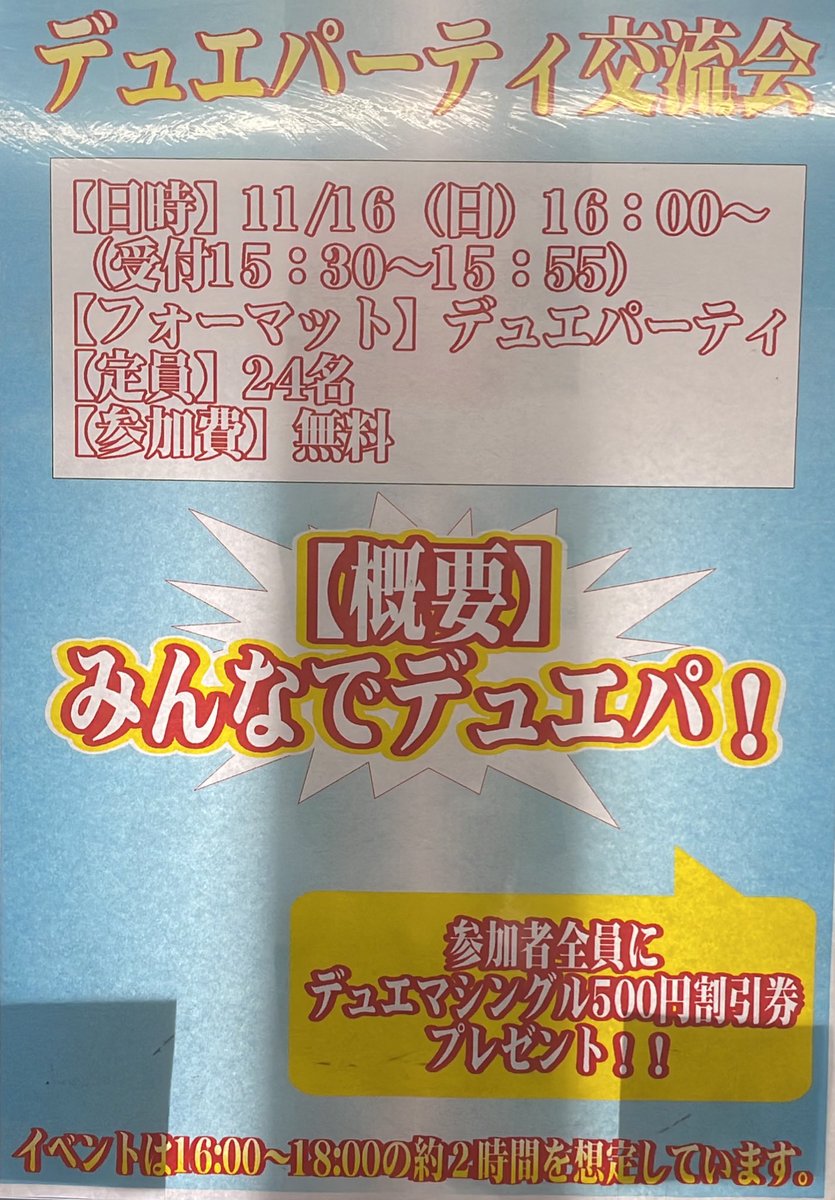 デュエパーティ交流会
【日時】11/16（日）16：00～
（受付15：30～15：55）
【フォーマット】デュエパーティ
【定員】24名
【参加費】無料
【概要】
みんなでデュエパ！
参加者全員に
デュエマシングル500円割引券
プレゼント！！
イベントは16:00~18:00の約２時間を想定しています。